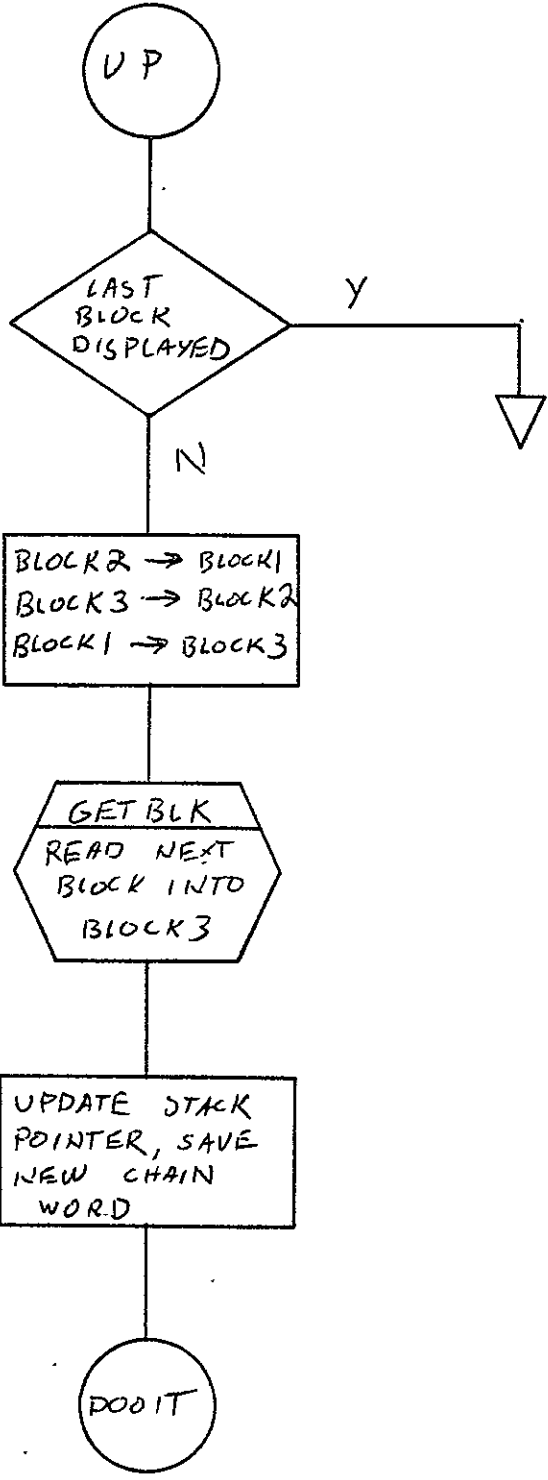 UP
LAST
BLOCK
DISPLAYED
Y
N
BLOCK2 → BLOCK1
BLOCK3 → BLOCK2
BLOCK1 → BLOCK3
GETBLK
READ NEXT
BLOCK INTO
BLOCK3
UPDATE STACK
POINTER, SAVE
NEW CHAIN
WORD
DOOIT